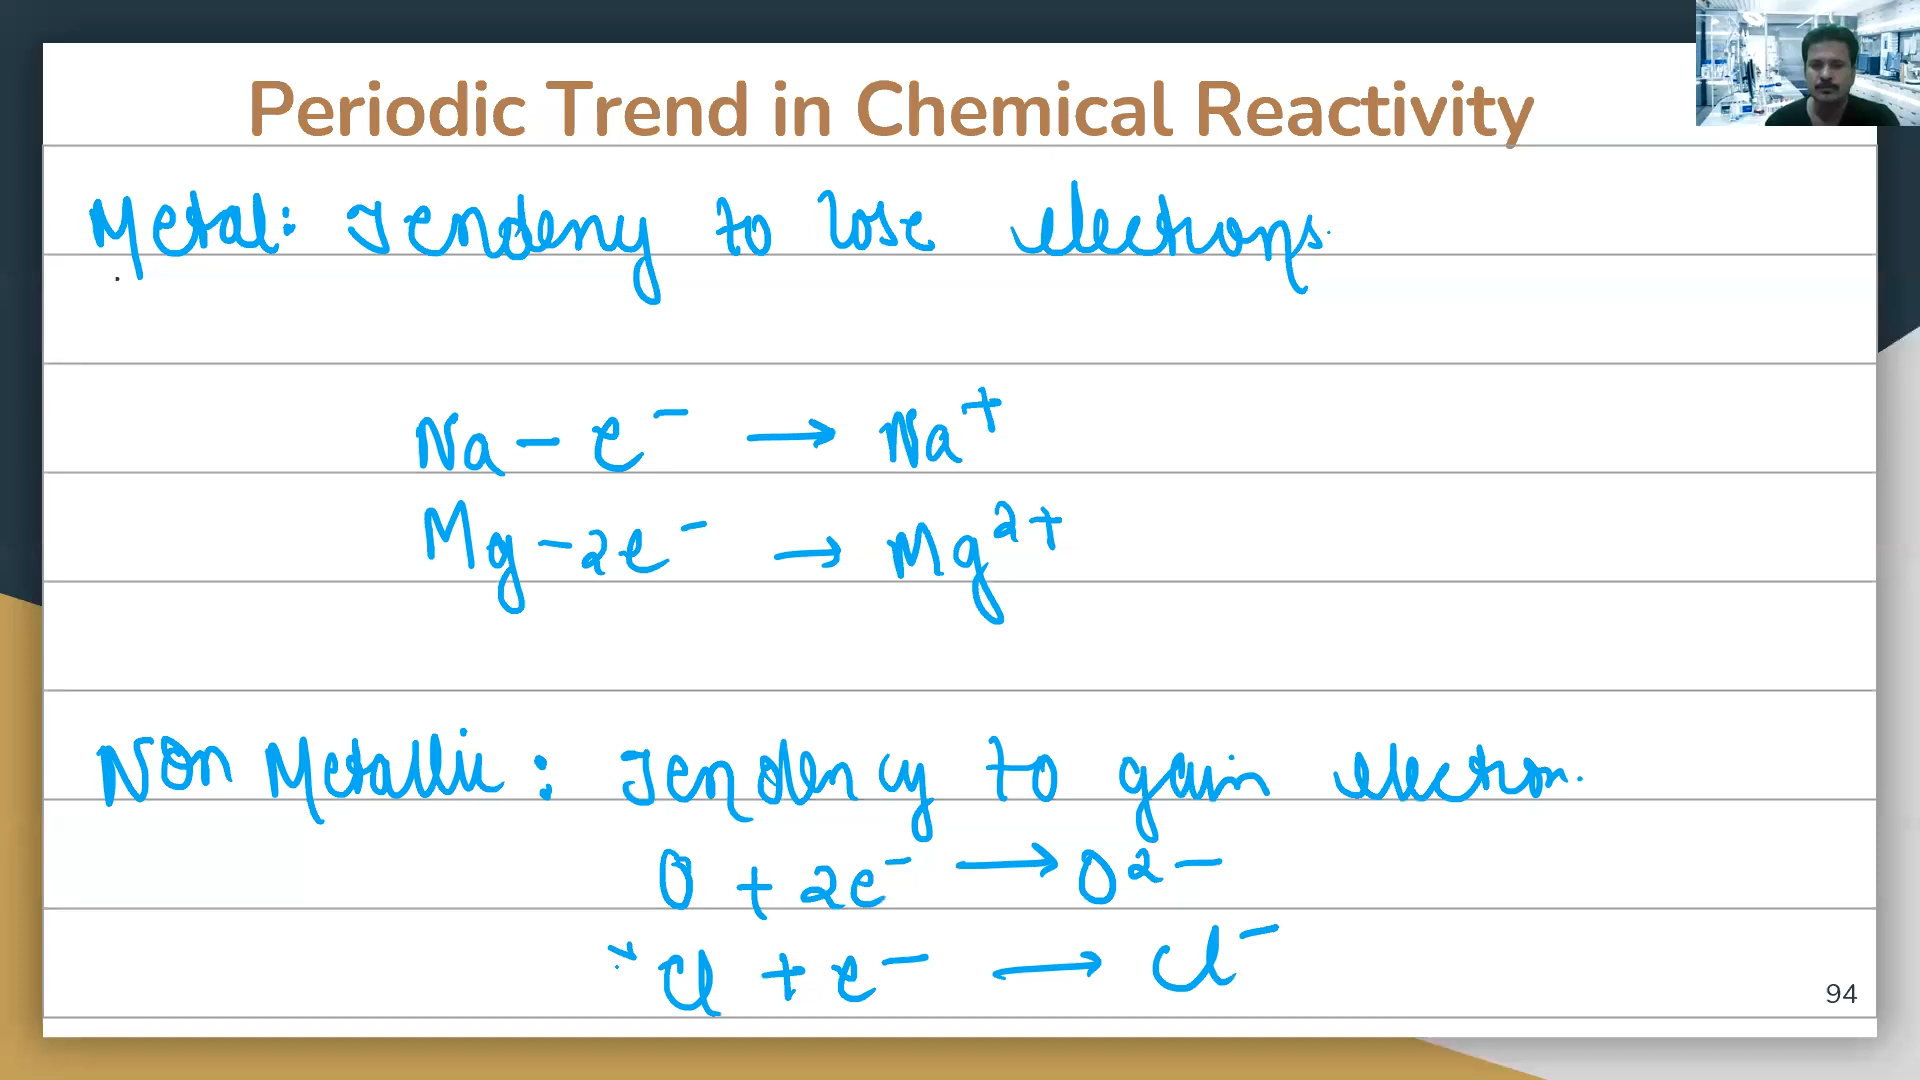 Periodic Trend in Chemical Reactivity
Metal: Tendeny to lose electrons.
Na - e⁻ → Na⁺
Mg - 2e⁻ → Mg²⁺
Non Metallic : Tendency to gain electron.
O + 2e⁻ → O²⁻
Cl + e⁻ → Cl⁻
94